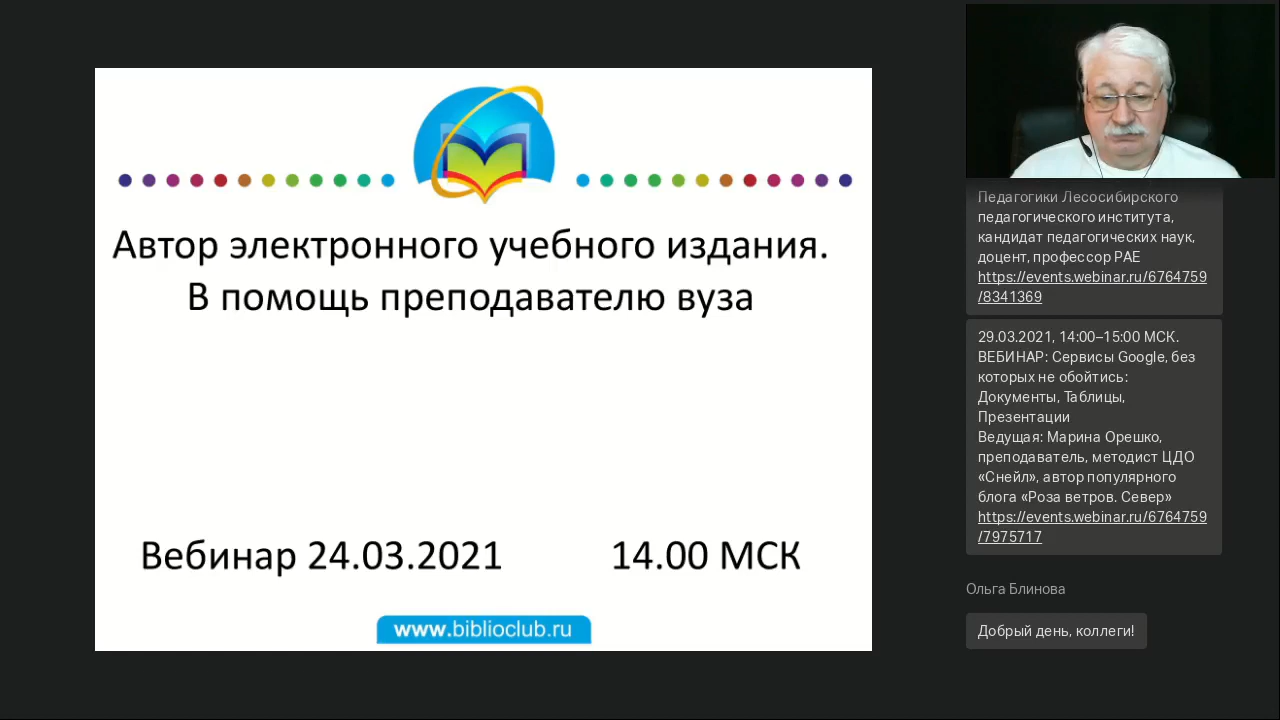 Автор электронного учебного издания.
В помощь преподавателю вуза
Вебинар 24.03.2021 14.00 МСК
www.biblioclub.ru
Педагогики Лесосибирского
педагогического института,
кандидат педагогических наук,
доцент, профессор РАЕ
https://events.webinar.ru/6764759
/8341369
29.03.2021, 14:00–15:00 МСК.
ВЕБИНАР: Сервисы Google, без
которых не обойтись:
Документы, Таблицы,
Презентации
Ведущая: Марина Орешко,
преподаватель, методист ЦДО
«Снейл», автор популярного
блога «Роза ветров. Север»
https://events.webinar.ru/6764759
/7975717
Ольга Блинова
Добрый день, коллеги!